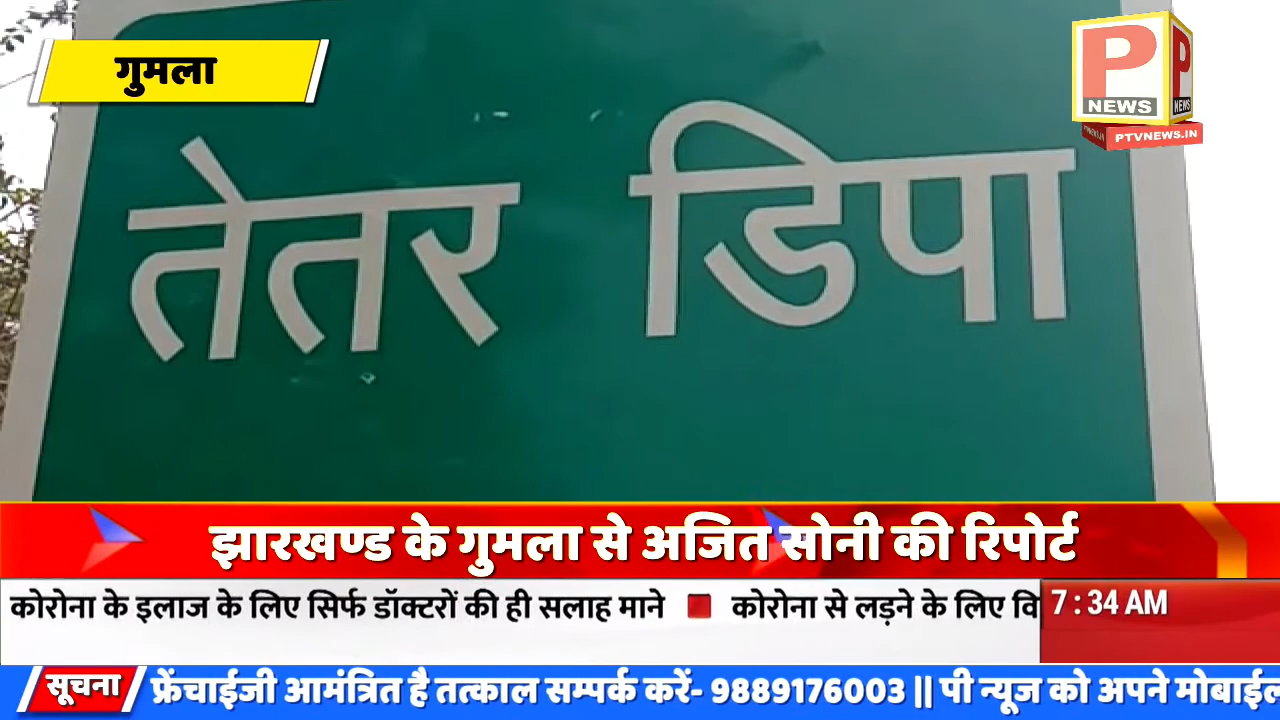 गुमला
P
NEWS
P
NEWS
PTVNEWS.IN
तेतर डिपा
झारखण्ड के गुमला से अजित सोनी की रिपोर्ट
कोरोना के इलाज के लिए सिर्फ डॉक्टरों की ही सलाह माने
कोरोना से लड़ने के लिए
7 : 34 AM
सूचना
फ्रेंचाईजी आमंत्रित है तत्काल सम्पर्क करें- 9889176003 || पी न्यूज को अपने